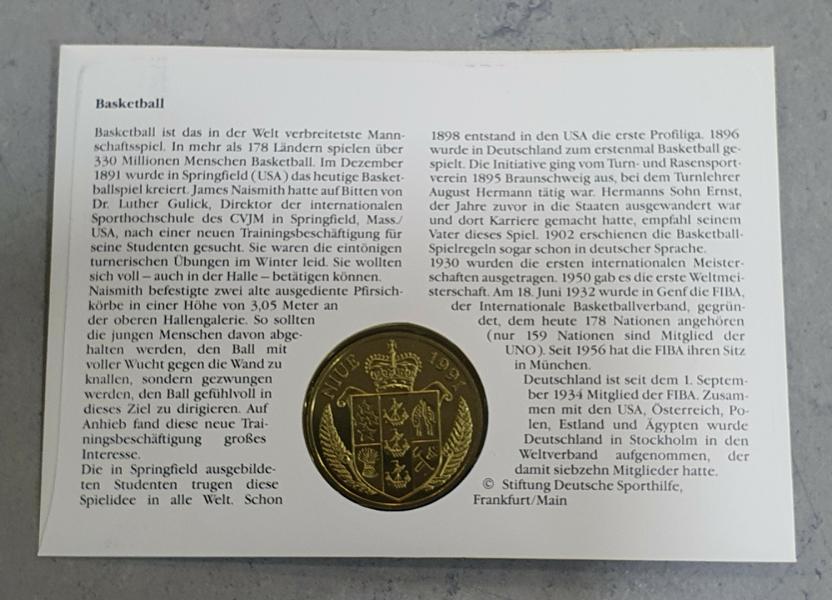 Basketball
Basketball ist das in der Welt verbreitetste Mann-
schaftsspiel. In mehr als 178 Ländern spielen über
330 Millionen Menschen Basketball. Im Dezember
1891 wurde in Springfield (USA) das heutige Basket-
ballspiel kreiert. James Naismith hatte auf Bitten von
Dr. Luther Gulick, Direktor der internationalen
Sporthochschule des CVJM in Springfield, Mass./
USA, nach einer neuen Trainingsbeschäftigung für
seine Studenten gesucht. Sie waren die eintönigen
turnerischen Übungen im Winter leid. Sie wollten
sich voll – auch in der Halle – betätigen können.
Naismith befestigte zwei alte ausgediente Pfirsich-
körbe in einer Höhe von 3,05 Meter an
der oberen Hallengalerie. So sollten
die jungen Menschen davon abge-
halten werden, den Ball mit
voller Wucht gegen die Wand zu
knallen, sondern gezwungen
werden, den Ball gefühlvoll in
dieses Ziel zu dirigieren. Auf
Anhieb fand diese neue Trai-
ningsbeschäftigung großes
Interesse.
Die in Springfield ausgebilde-
ten Studenten trugen diese
Spielidee in alle Welt. Schon
1898 entstand in den USA die erste Profiliga. 1896
wurde in Deutschland zum erstenmal Basketball ge-
spielt. Die Initiative ging vom Turn- und Rasensport-
verein 1895 Braunschweig aus, bei dem Turnlehrer
August Hermann tätig war. Hermanns Sohn Ernst,
der Jahre zuvor in die Staaten ausgewandert war
und dort Karriere gemacht hatte, empfahl seinem
Vater dieses Spiel. 1902 erschienen die Basketball-
Spielregeln sogar schon in deutscher Sprache.
1930 wurden die ersten internationalen Meister-
schaften ausgetragen. 1950 gab es die erste Weltmei-
sterschaft. Am 18. Juni 1932 wurde in Genf die FIBA,
der Internationale Basketballverband, gegrün-
det, dem heute 178 Nationen angehören
(nur 159 Nationen sind Mitglied der
UNO). Seit 1956 hat die FIBA ihren Sitz
in München.
Deutschland ist seit dem 1. Septem-
ber 1934 Mitglied der FIBA. Zusam-
men mit den USA, Österreich, Po-
len, Estland und Ägypten wurde
Deutschland in Stockholm in den
Weltverband aufgenommen, der
damit siebzehn Mitglieder hatte.
© Stiftung Deutsche Sporthilfe,
Frankfurt/Main
NIUE 1991